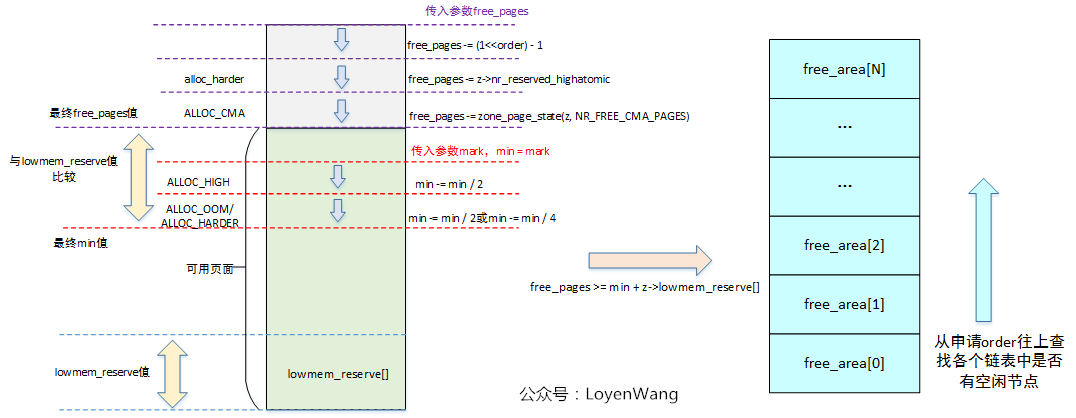 传入参数free_pages
free_pages -= (1<<order) - 1
alloc_harder
free_pages -= z->nr_reserved_highatomic
最终free_pages值
ALLOC_CMA
free_pages -= zone_page_state(z, NR_FREE_CMA_PAGES)
传入参数mark，min = mark
与lowmem_reserve值
比较
ALLOC_HIGH
min -= min / 2
ALLOC_OOM/
ALLOC_HARDER
min -= min / 2或min -= min / 4
最终min值
可用页面
lowmem_reserve值
lowmem_reserve[]
free_pages >= min + z->lowmem_reserve[]
free_area[N]
...
...
free_area[2]
free_area[1]
free_area[0]
从申请order往上查
找各个链表中是否
有空闲节点
公众号：LoyenWang